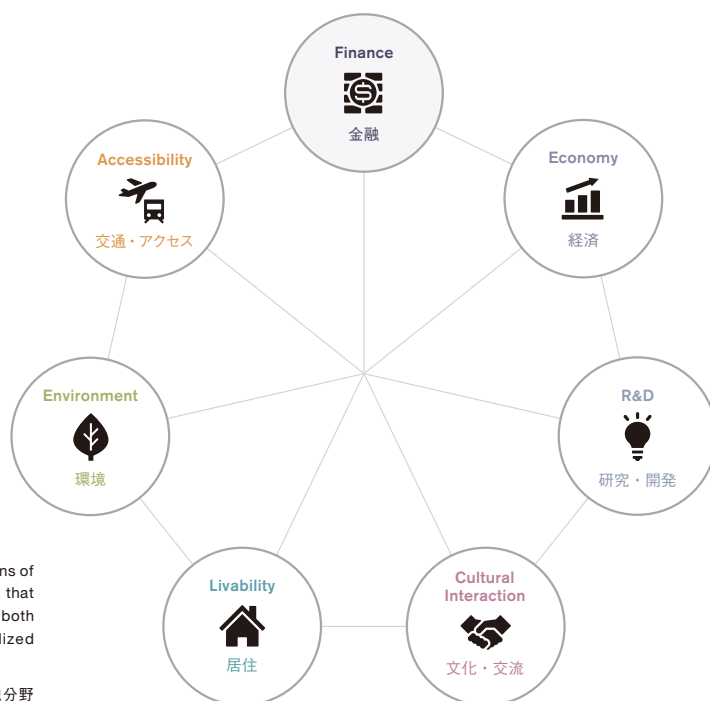 Finance
金融
Accessibility
交通・アクセス
Economy
経済
Environment
環境
R&D
研究・開発
Livability
居住
Cultural
Interaction
文化・交流
of
that
both
分野